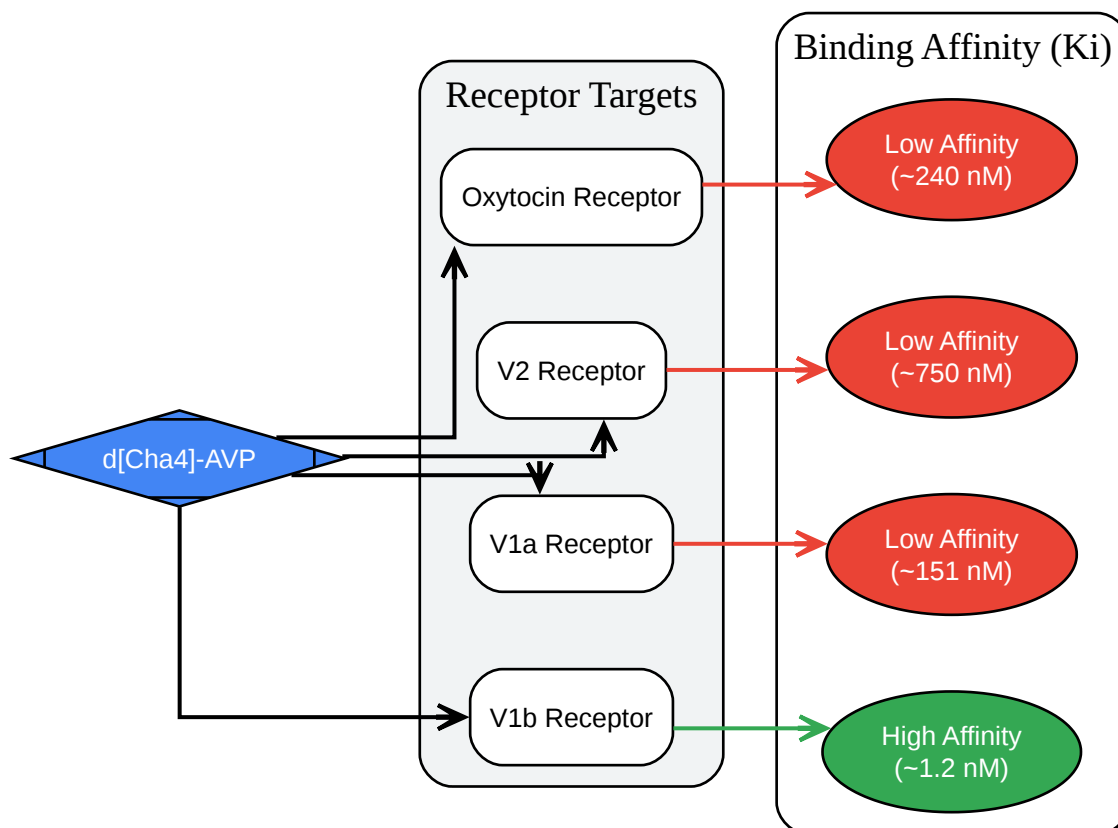 Binding Affinity (Ki)
Receptor Targets
Low Affinity
(~240 nM)
Oxytocin Receptor
Low Affinity
(~750 nM)
V2 Receptor
d[Cha4]-AVP
Low Affinity
(~151 nM)
V1a Receptor
High Affinity
(~1.2 nM)
V1b Receptor